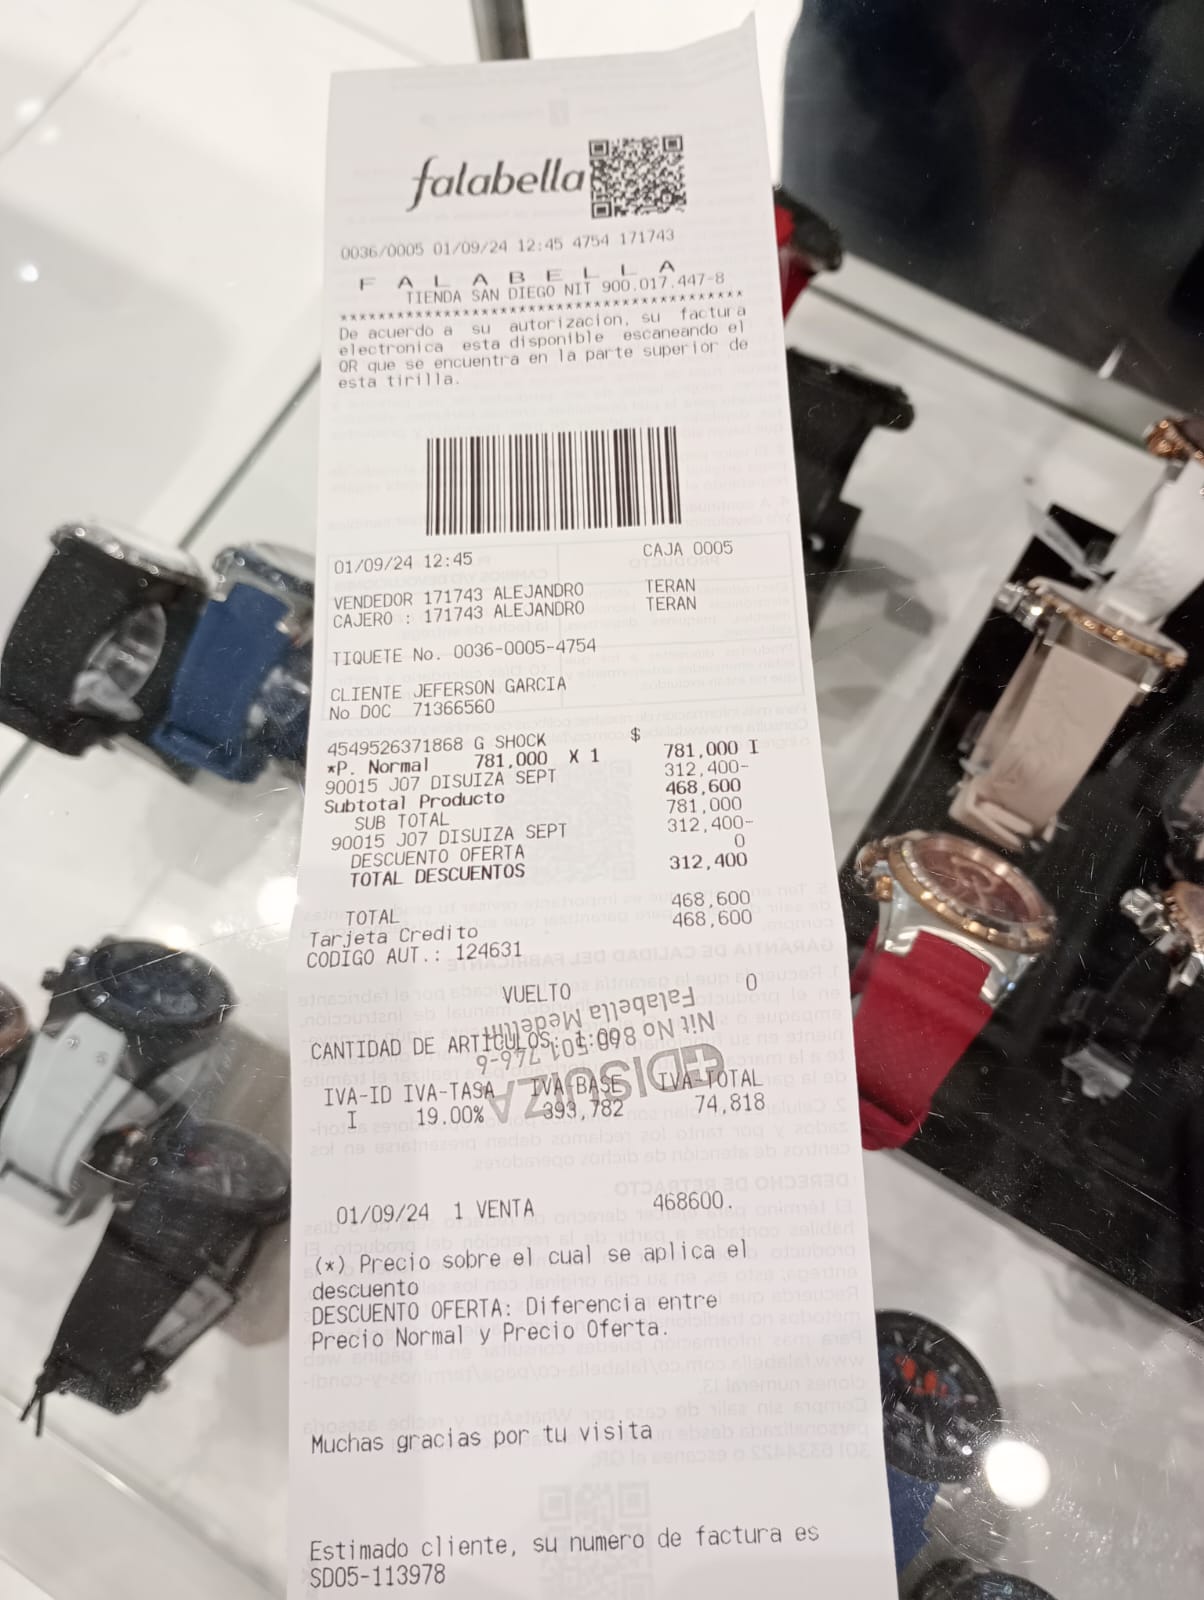 falabella
0036/0005 01/09/24 12:45 4754 171743
F A L A B E L L A
TIENDA SAN DIEGO NIT 900.017.447-8
******************************************
De acuerdo a su autorizacion, su factura
electronica esta disponible escaneando el
QR que se encuentra en la parte superior de
esta tirilla.
01/09/24 12:45 CAJA 0005
VENDEDOR 171743 ALEJANDRO TERAN
CAJERO : 171743 ALEJANDRO TERAN
TIQUETE No. 0036-0005-4754
CLIENTE JEFERSON GARCIA
No DOC 71366560
$
4549526371868 G SHOCK 781,000 I
*P. Normal 781,000 X 1
90015 J07 DISUIZA SEPT 312,400-
Subtotal Producto 468,600
SUB TOTAL 781,000
90015 J07 DISUIZA SEPT 312,400-
DESCUENTO OFERTA 0
TOTAL DESCUENTOS 312,400
TOTAL 468,600
Tarjeta Credito 468,600
CODIGO AUT.: 124631
VUELTO 0
Falabella Medellín
CANTIDAD DE ARTICULOS: 1
DISUIZA
IVA-ID IVA-TASA IVA-BASE IVA-TOTAL
I 19.00% 393,782 74,818
01/09/24 1 VENTA 468600.
(*) Precio sobre el cual se aplica el
descuento
DESCUENTO OFERTA: Diferencia entre
Precio Normal y Precio Oferta.
Muchas gracias por tu visita
Estimado cliente, su numero de factura es
SD05-113978